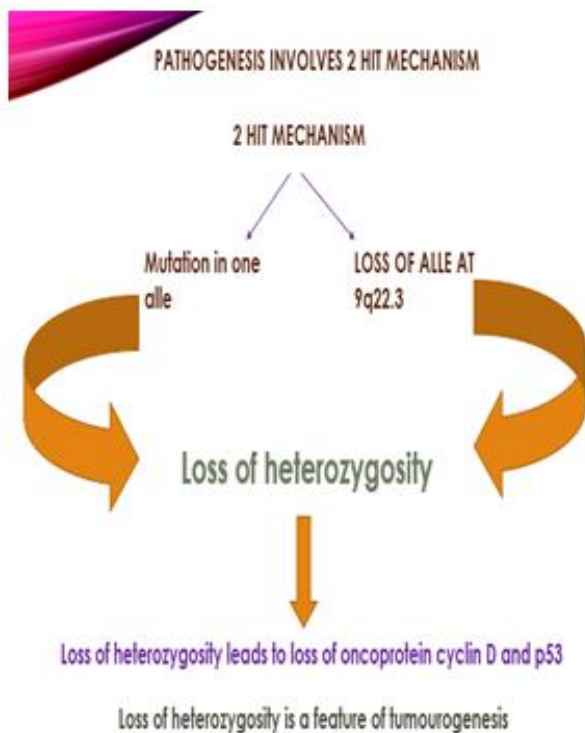 PATHOGENESIS INVOLVES 2 HIT MECHANISM
2 HIT MECHANISM
Mutation in one
alle
LOSS OF ALLE AT
9q22.3
Loss of heterozygosity
Loss of heterozygosity leads to loss of oncoprotein cyclin D and p53
Loss of heterozygosity is a feature of tumourogenesis